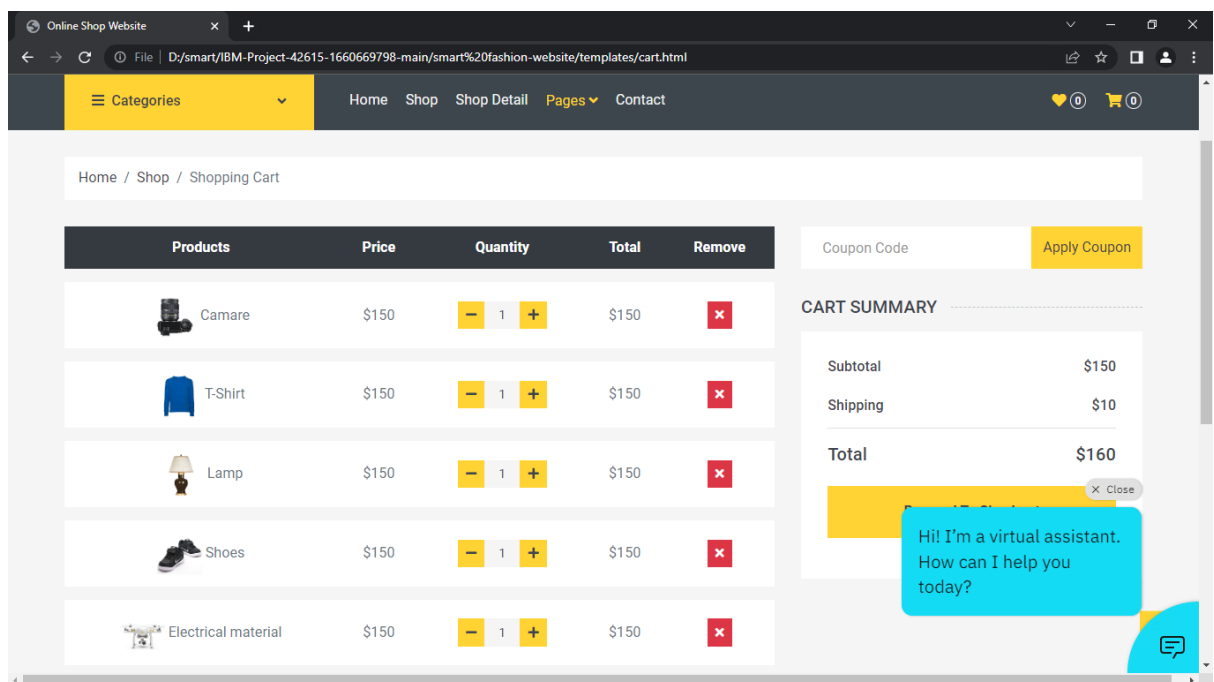 Online Shop Website
File | D:/smart/IBM-Project-42615-1660669798-main/smart%20fashion-website/templates/cart.html
Categories Home Shop Shop Detail Pages Contact 0 0
Home / Shop / Shopping Cart
Products Price Quantity Total Remove
Camare $150 1 $150
T-Shirt $150 1 $150
Lamp $150 1 $150
Shoes $150 1 $150
Electrical material $150 1 $150
Coupon Code Apply Coupon
CART SUMMARY
Subtotal $150
Shipping $10
Total $160
Close
Hi! I'm a virtual assistant.
How can I help you
today?